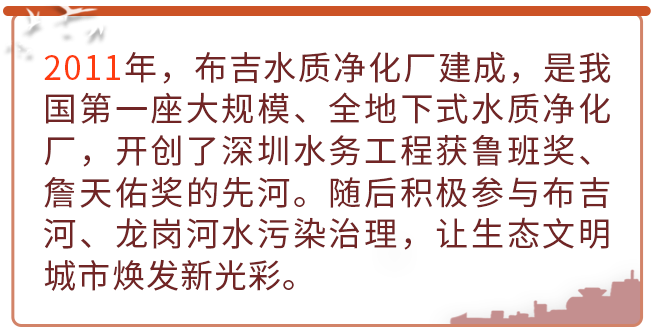 2011年，布吉水质净化厂建成，是我
国第一座大规模、全地下式水质净化
厂，开创了深圳水务工程获鲁班奖、
詹天佑奖的先河。随后积极参与布吉
河、龙岗河水污染治理，让生态文明
城市焕发新光彩。